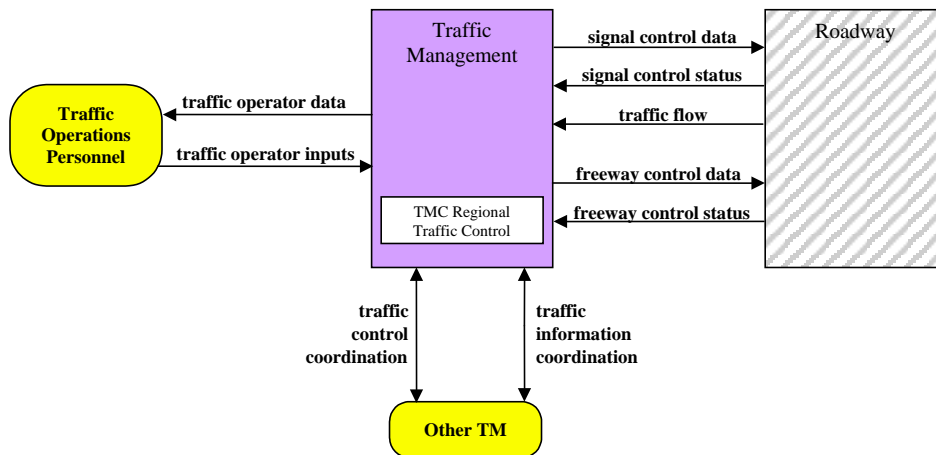 Traffic
Management
Roadway
signal control data
signal control status
traffic flow
freeway control data
freeway control status
traffic operator data
traffic operator inputs
Traffic
Operations
Personnel
TMC Regional
Traffic Control
traffic
control
coordination
traffic
information
coordination
Other TM